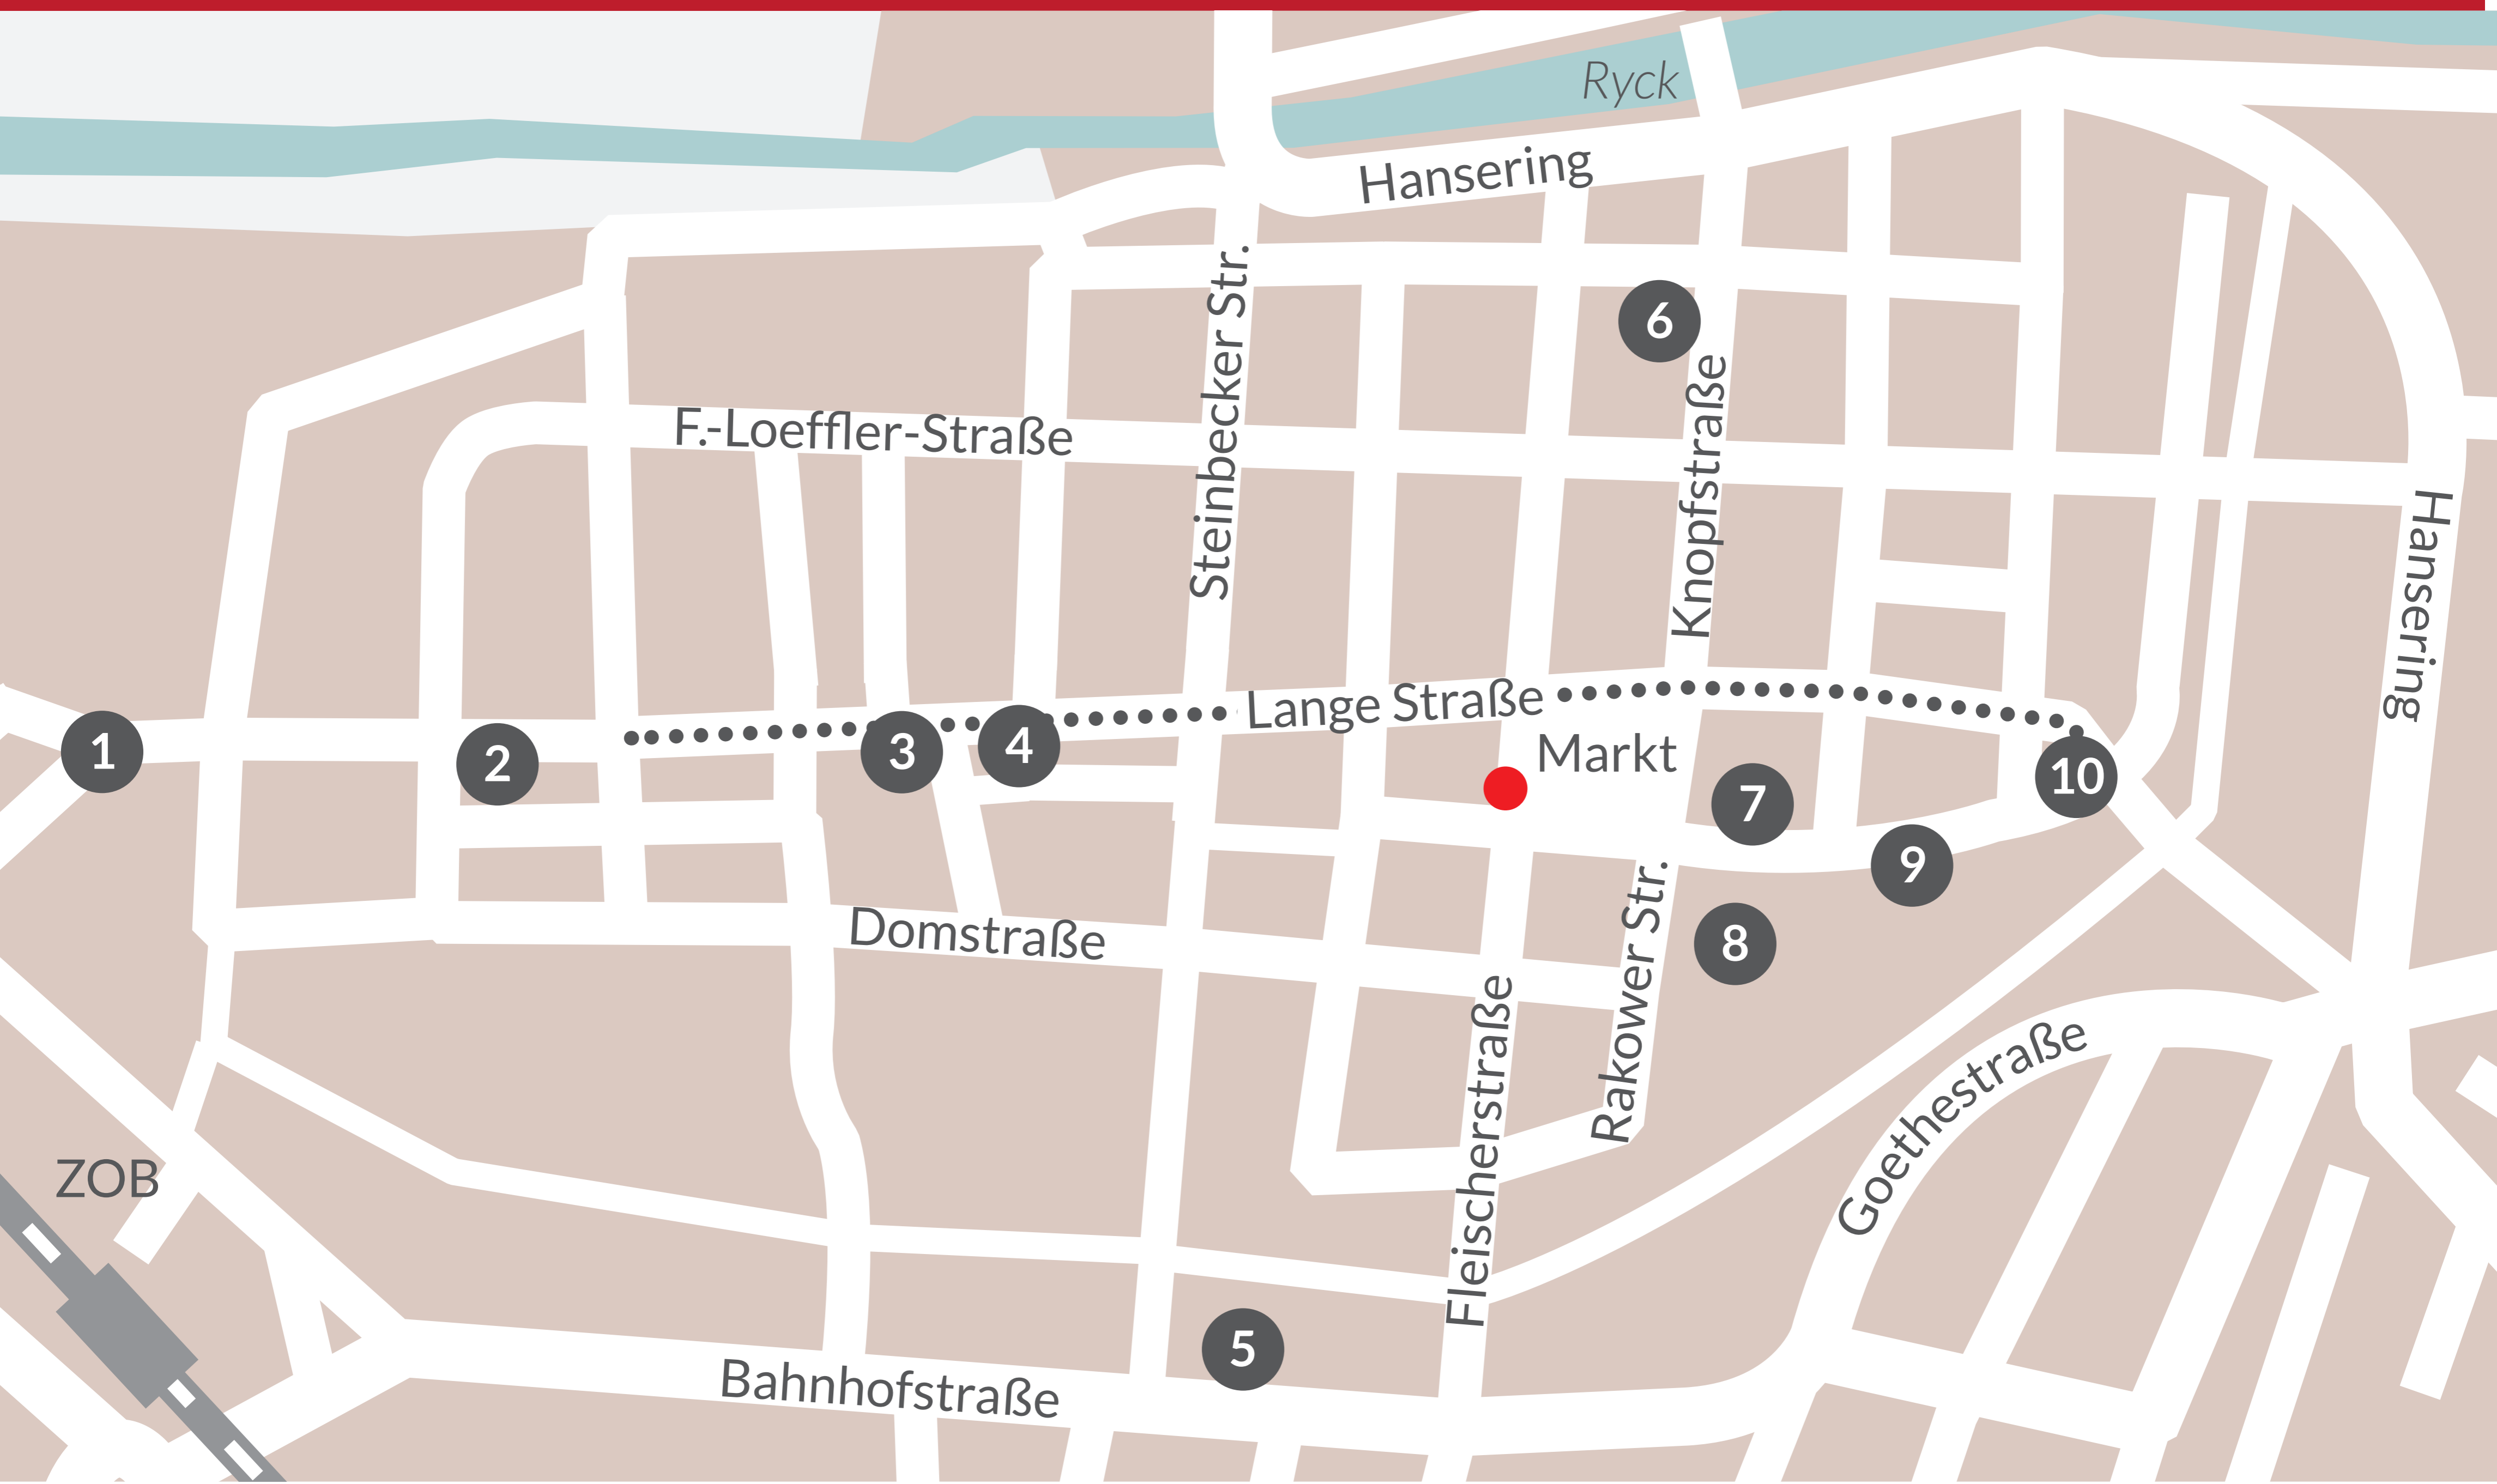 Ryck
Hansering
6
Steinbecker Str.
F.-Loeffler-Straße
Knopfstraße
Hansering
Lange Straße
Markt
1
2
3
4
7
10
9
8
Domstraße
Rakower Str.
Fleischerstraße
Goethestraße
ZOB
5
Bahnhofstraße